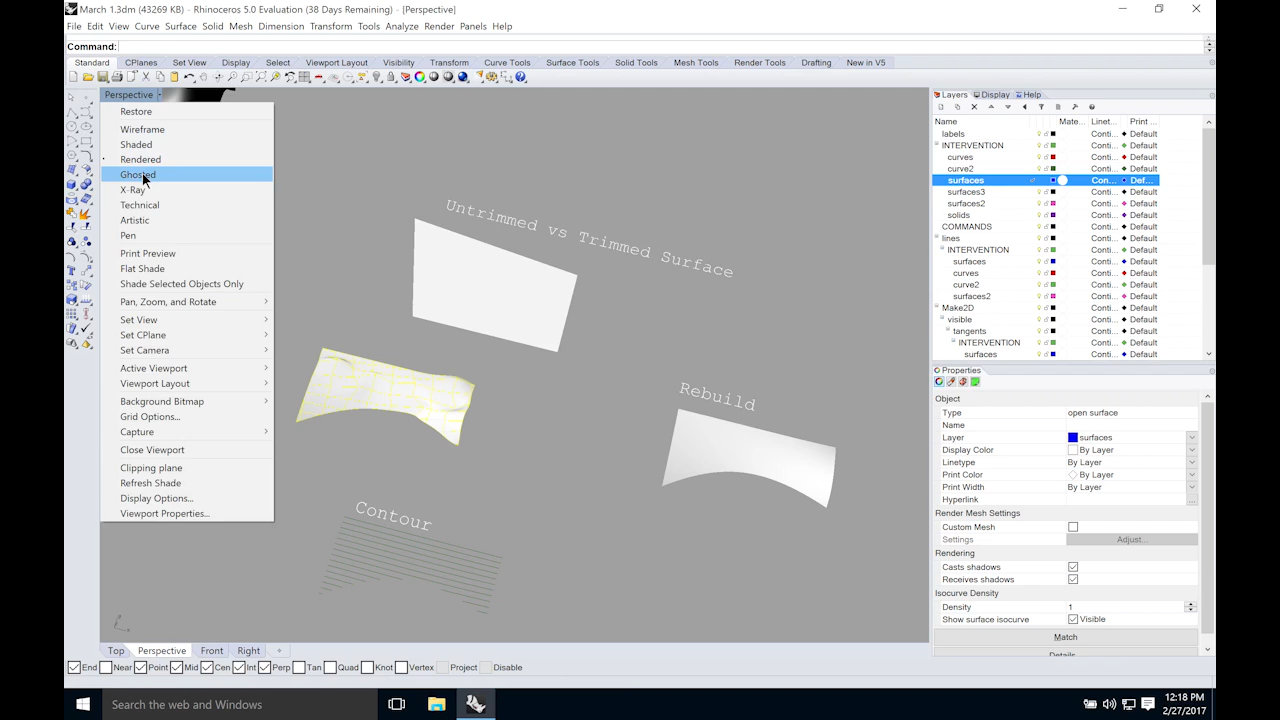 March 1.3dm (43269 KB) - Rhinoceros 5.0 Evaluation (38 Days Remaining) - [Perspective]
File Edit View Curve Surface Solid Mesh Dimension Transform Tools Analyze Render Panels Help
Command:
Standard CPlanes Set View Display Select Viewport Layout Visibility Transform Curve Tools Surface Tools Solid Tools Mesh Tools Render Tools Drafting New in V5
Perspective
Restore
Wireframe
Shaded
Rendered
Ghosted
X-Ray
Technical
Artistic
Pen
Print Preview
Flat Shade
Shade Selected Objects Only
Pan, Zoom, and Rotate
Set View
Set CPlane
Set Camera
Active Viewport
Viewport Layout
Background Bitmap
Grid Options...
Capture
Close Viewport
Clipping plane
Refresh Shade
Display Options...
Viewport Properties...
Untrimmed vs Trimmed Surface
Rebuild
Contour
Layers Display Help
Name Mate... Linet... Print ...
labels Conti... Default
INTERVENTION Conti... Default
curves Conti... Default
curve2 Conti... Default
surfaces Con... Def...
surfaces3 Conti... Default
surfaces2 Conti... Default
solids Conti... Default
COMMANDS Conti... Default
lines Conti... Default
INTERVENTION Conti... Default
surfaces Conti... Default
curves Conti... Default
curve2 Conti... Default
surfaces2 Conti... Default
Make2D Conti... Default
visible Conti... Default
tangents Conti... Default
INTERVENTION Conti... Default
surfaces Conti... Default
Properties
Object
Type open surface
Name
Layer surfaces
Display Color By Layer
Linetype By Layer
Print Color By Layer
Print Width By Layer
Hyperlink ...
Render Mesh Settings
Custom Mesh
Settings Adjust...
Rendering
Casts shadows
Receives shadows
Isocurve Density
Density 1
Show surface isocurve Visible
Match
Details...
Top Perspective Front Right
End Near Point Mid Cen Int Perp Tan Quad Knot Vertex Project Disable
Search the web and Windows
12:18 PM
2/27/2017